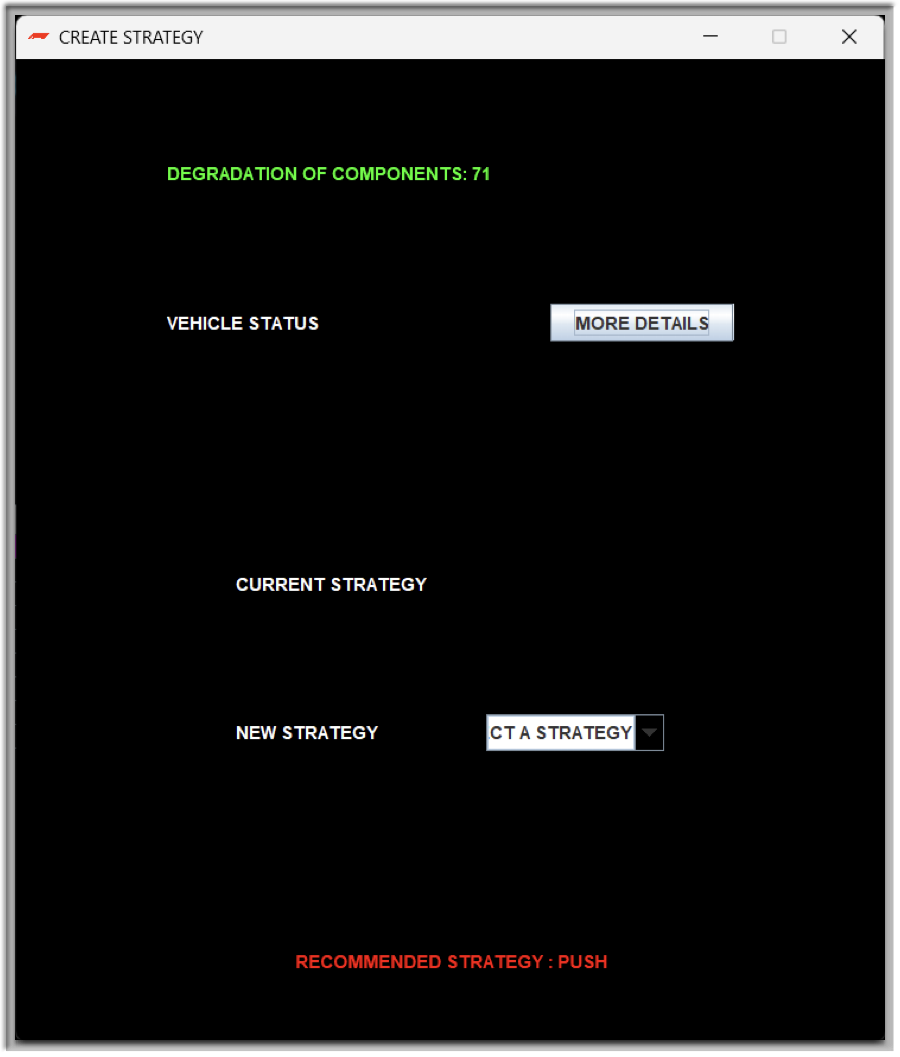 CREATE STRATEGY
DEGRADATION OF COMPONENTS: 71
VEHICLE STATUS
MORE DETAILS
CURRENT STRATEGY
NEW STRATEGY
CT A STRATEGY
RECOMMENDED STRATEGY : PUSH